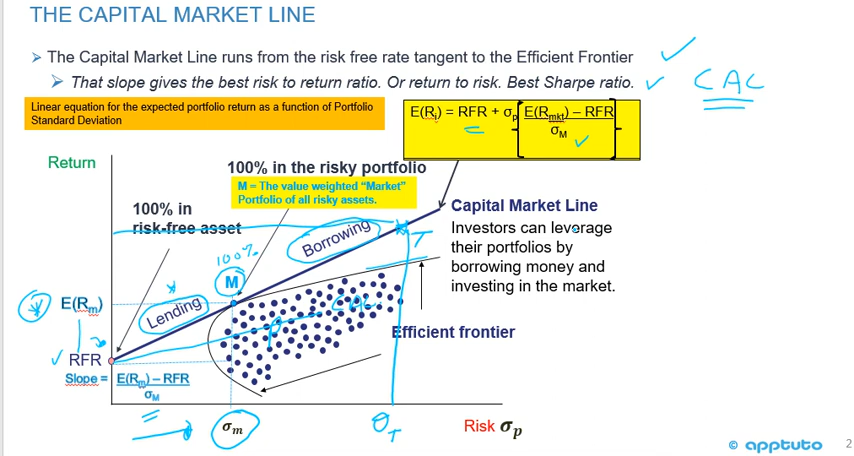 THE CAPITAL MARKET LINE
➢ The Capital Market Line runs from the risk free rate tangent to the Efficient Frontier
➢ That slope gives the best risk to return ratio. Or return to risk. Best Sharpe ratio.
CAC
Linear equation for the expected portfolio return as a function of Portfolio
Standard Deviation
E(Ri) = RFR + σp [E(Rmkt) – RFR
σM]
Return
100% in the risky portfolio
M = The value weighted “Market”
Portfolio of all risky assets.
100% in
risk-free asset
Capital Market Line
Investors can leverage
their portfolios by
borrowing money and
investing in the market.
Borrowing
T
100%
M
E(Rm)
Lending
CAC
P
Efficient frontier
RFR
Slope = E(Rm) – RFR
σM
σm
σT
Risk σp
© apptuto
2